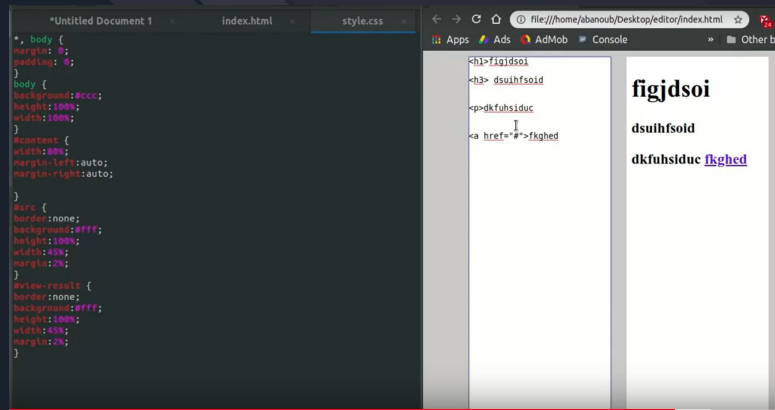 *Untitled Document 1
index.html
style.css
*, body {
margin: 0;
padding: 0;
}
body {
background:#ccc;
height:100%;
width:100%;
}
#content {
width:80%;
margin-left:auto;
margin-right:auto;
}
#src {
border:none;
background:#fff;
height:100%;
width:45%;
margin:2%;
}
#view-result {
border:none;
background:#fff;
height:100%;
width:45%;
margin:2%;
}
file:///home/abanoub/Desktop/editor/index.html
24
Apps Ads AdMob Console » Other b
<h1>figjdsoi
<h3> dsuihfsoid
<p>dkfuhsiduc
<a href="#">fkghed
figjdsoi
dsuihfsoid
dkfuhsiduc fkghed